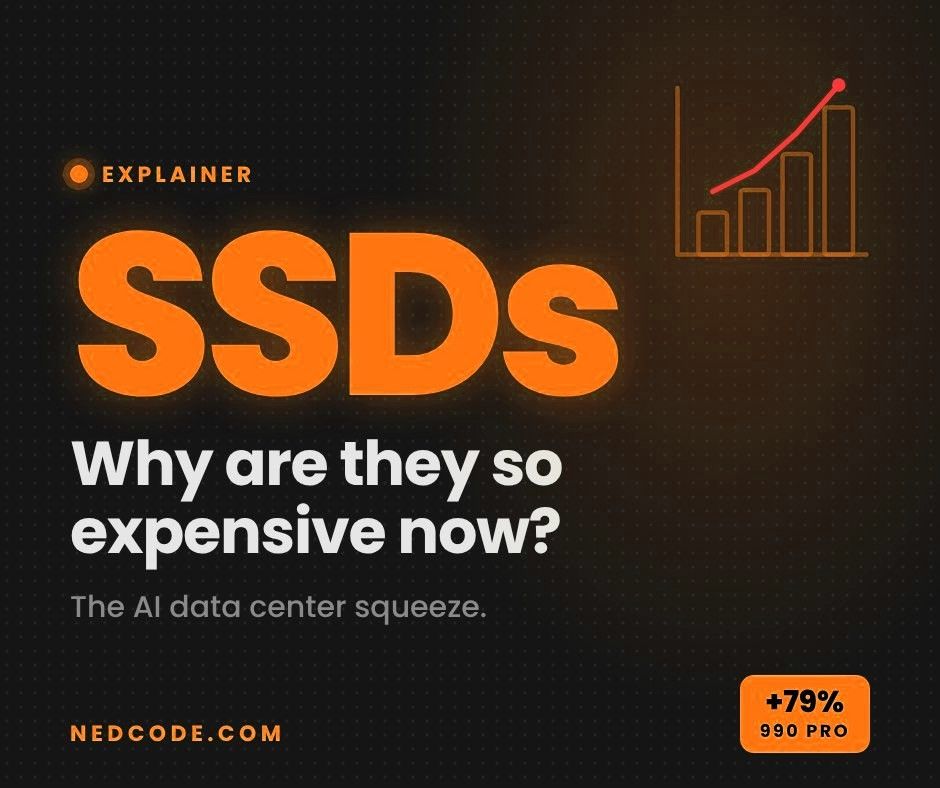 EXPLAINER
SSDs
Why are they so
expensive now?
The AI data center squeeze.
NEDCODE.COM
+79%
990 PRO